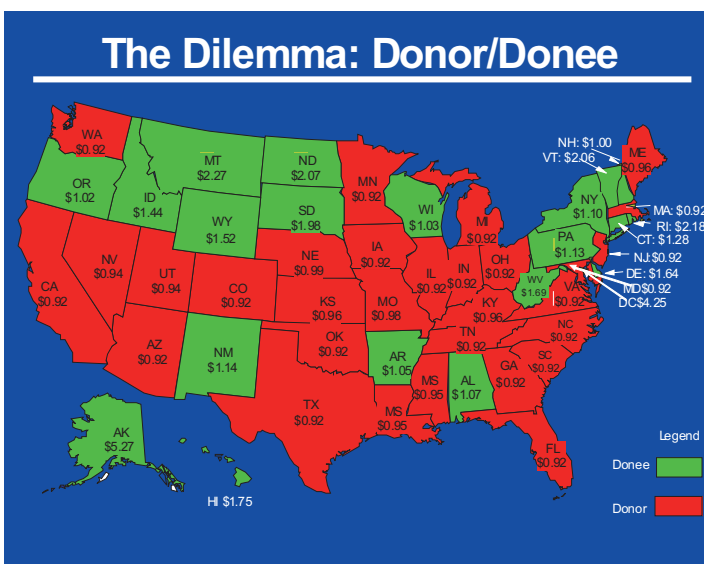 The Dilemma: Donor/Donee
WA
$0.92
OR
$1.02
ID
$1.44
MT
$2.27
ND
$2.07
MN
$0.92
WY
$1.52
SD
$1.98
WI
$1.03
MI
$0.92
NH: $1.00
VT: $2.06
ME
$0.96
NY
$1.10
MA: $0.92
RI: $2.18
CT: $1.28
PA
$1.13
NJ:$0.92
DE: $1.64
MD$0.92
DC$4.25
NV
$0.94
UT
$0.94
CA
$0.92
CO
$0.92
NE
$0.99
IA
$0.92
IL
$0.92
IN
$0.92
OH
$0.92
WV
$1.69
VA
$0.92
KS
$0.96
MO
$0.98
KY
$0.96
NC
$0.92
TN
$0.92
AZ
$0.92
NM
$1.14
OK
$0.92
AR
$1.05
SC
$0.92
MS
$0.95
AL
$1.07
GA
$0.92
TX
$0.92
MS
$0.95
FL
$0.92
AK
$5.27
HI $1.75
Legend
Donee
Donor